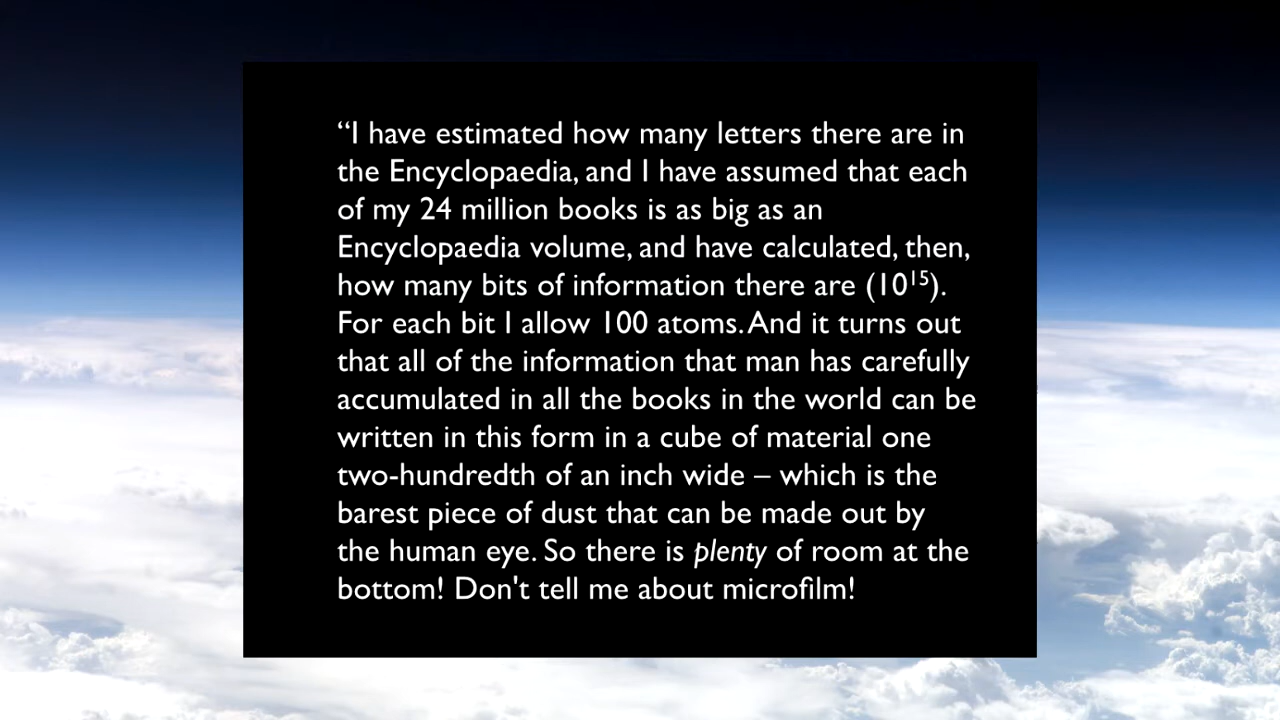 “I have estimated how many letters there are in
the Encyclopaedia, and I have assumed that each
of my 24 million books is as big as an
Encyclopaedia volume, and have calculated, then,
how many bits of information there are (10¹⁵).
For each bit I allow 100 atoms. And it turns out
that all of the information that man has carefully
accumulated in all the books in the world can be
written in this form in a cube of material one
two-hundredth of an inch wide – which is the
barest piece of dust that can be made out by
the human eye. So there is plenty of room at the
bottom! Don't tell me about microfilm!